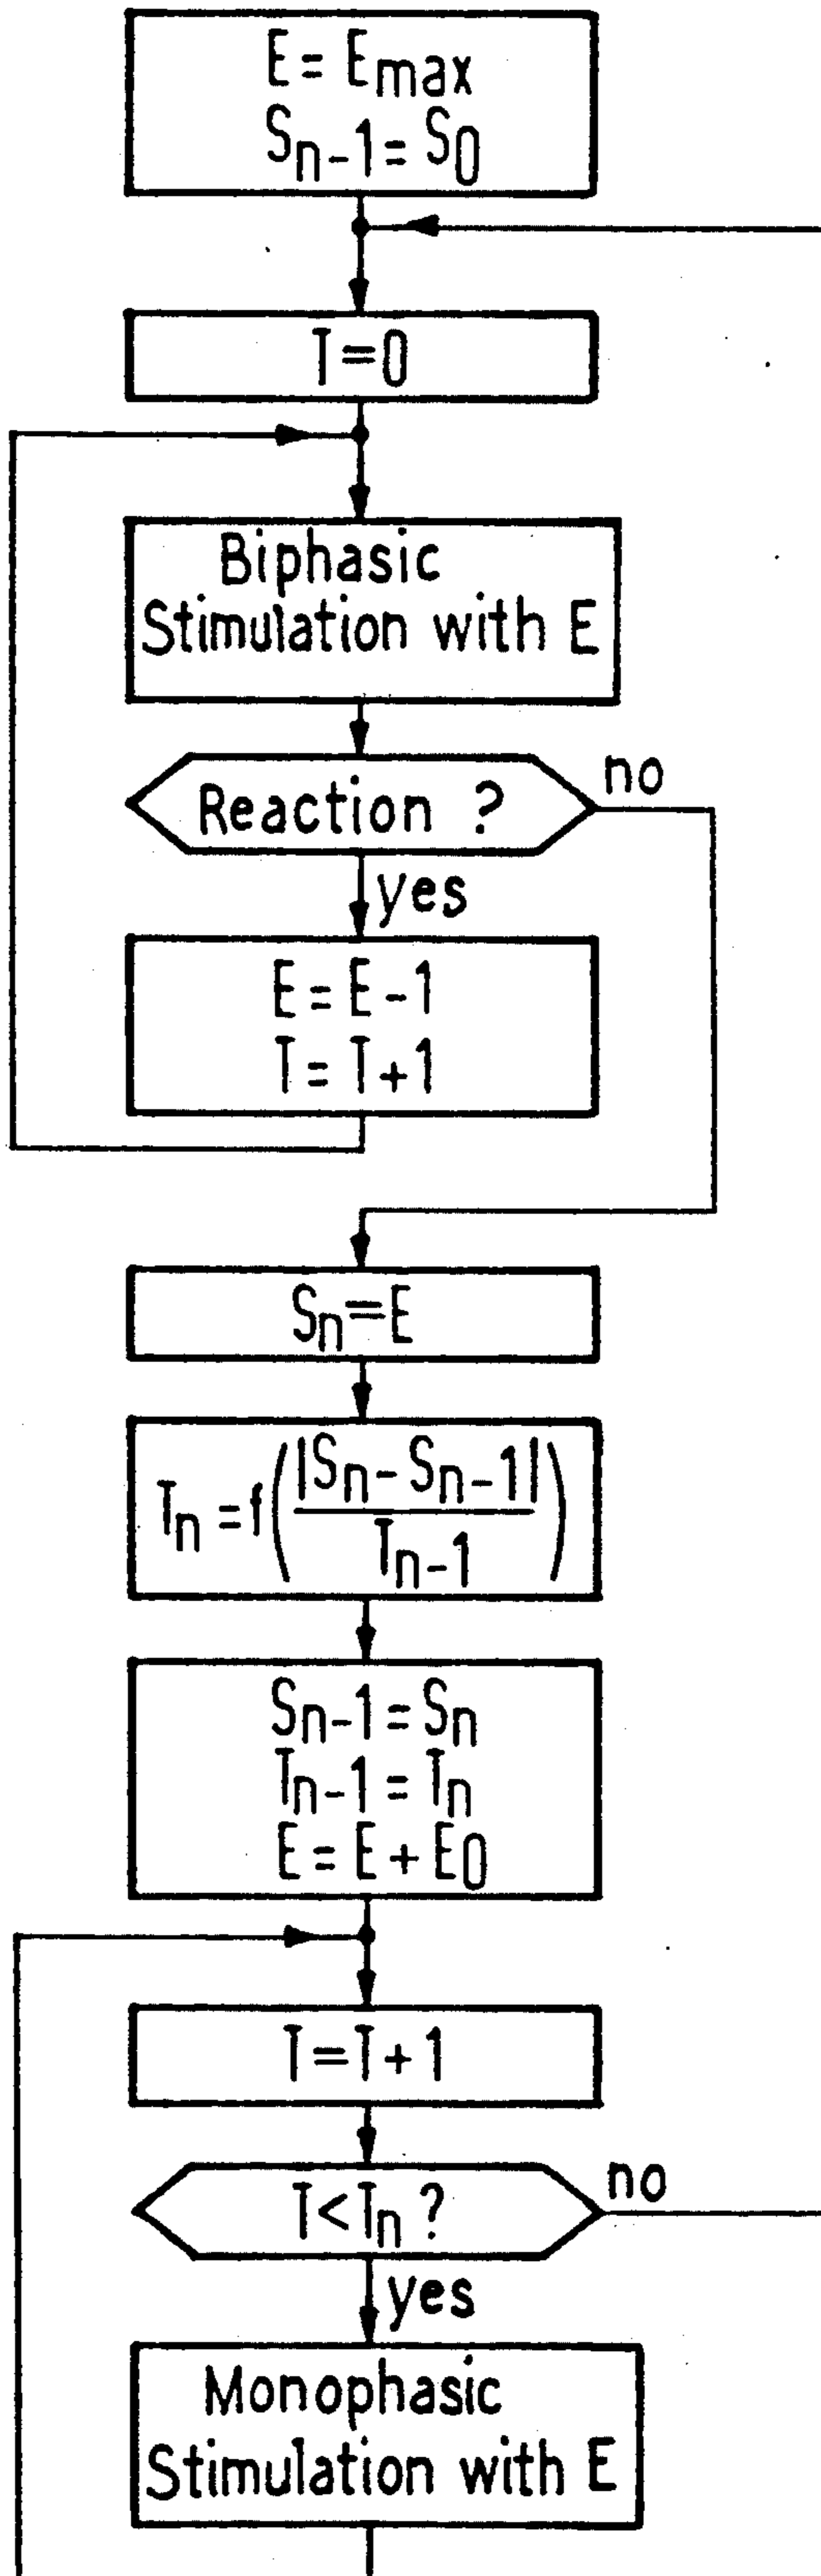 E = Emax
Sn-1 = S0
T=0
Biphasic
Stimulation with E
Reaction ?
no
yes
E = E-1
T = T+1
Sn=E
Tn = f(|Sn - Sn-1| / Tn-1)
Sn-1 = Sn
Tn-1 = Tn
E = E + E0
T=T+1
T<Tn ?
no
yes
Monophasic
Stimulation with E